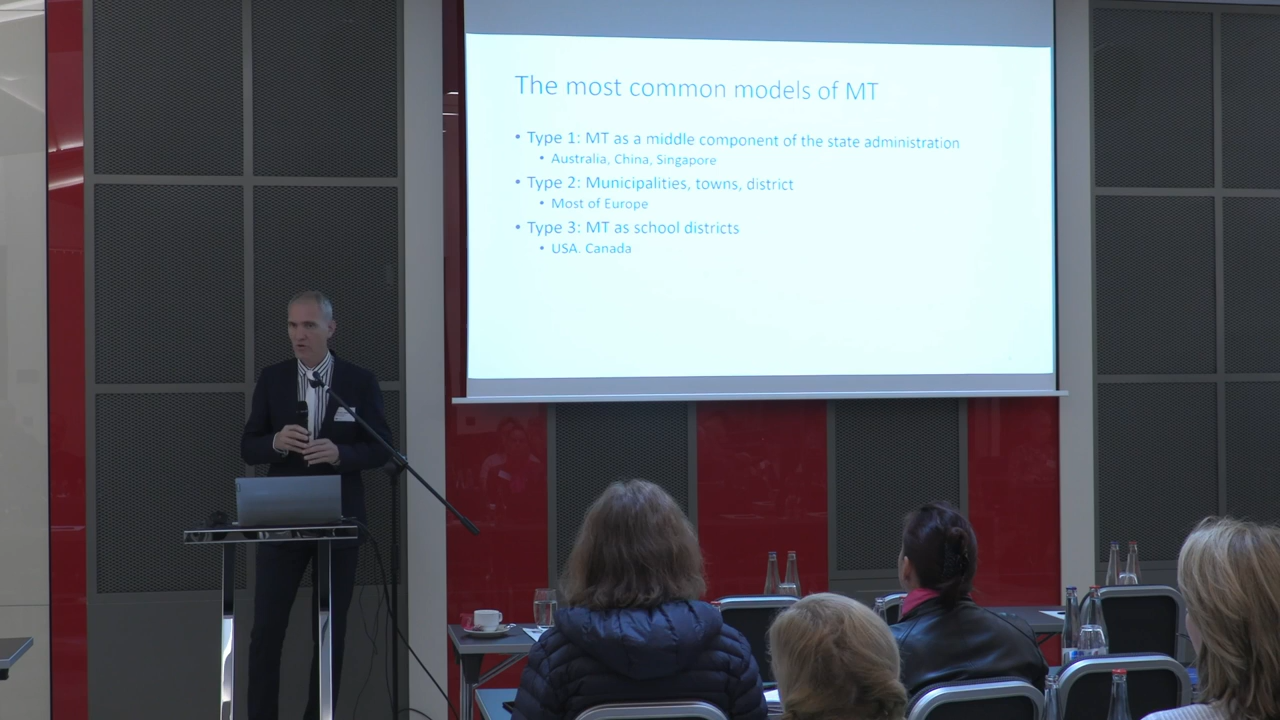 The most common models of MT
• Type 1: MT as a middle component of the state administration
• Australia, China, Singapore
• Type 2: Municipalities, towns, district
• Most of Europe
• Type 3: MT as school districts
• USA. Canada